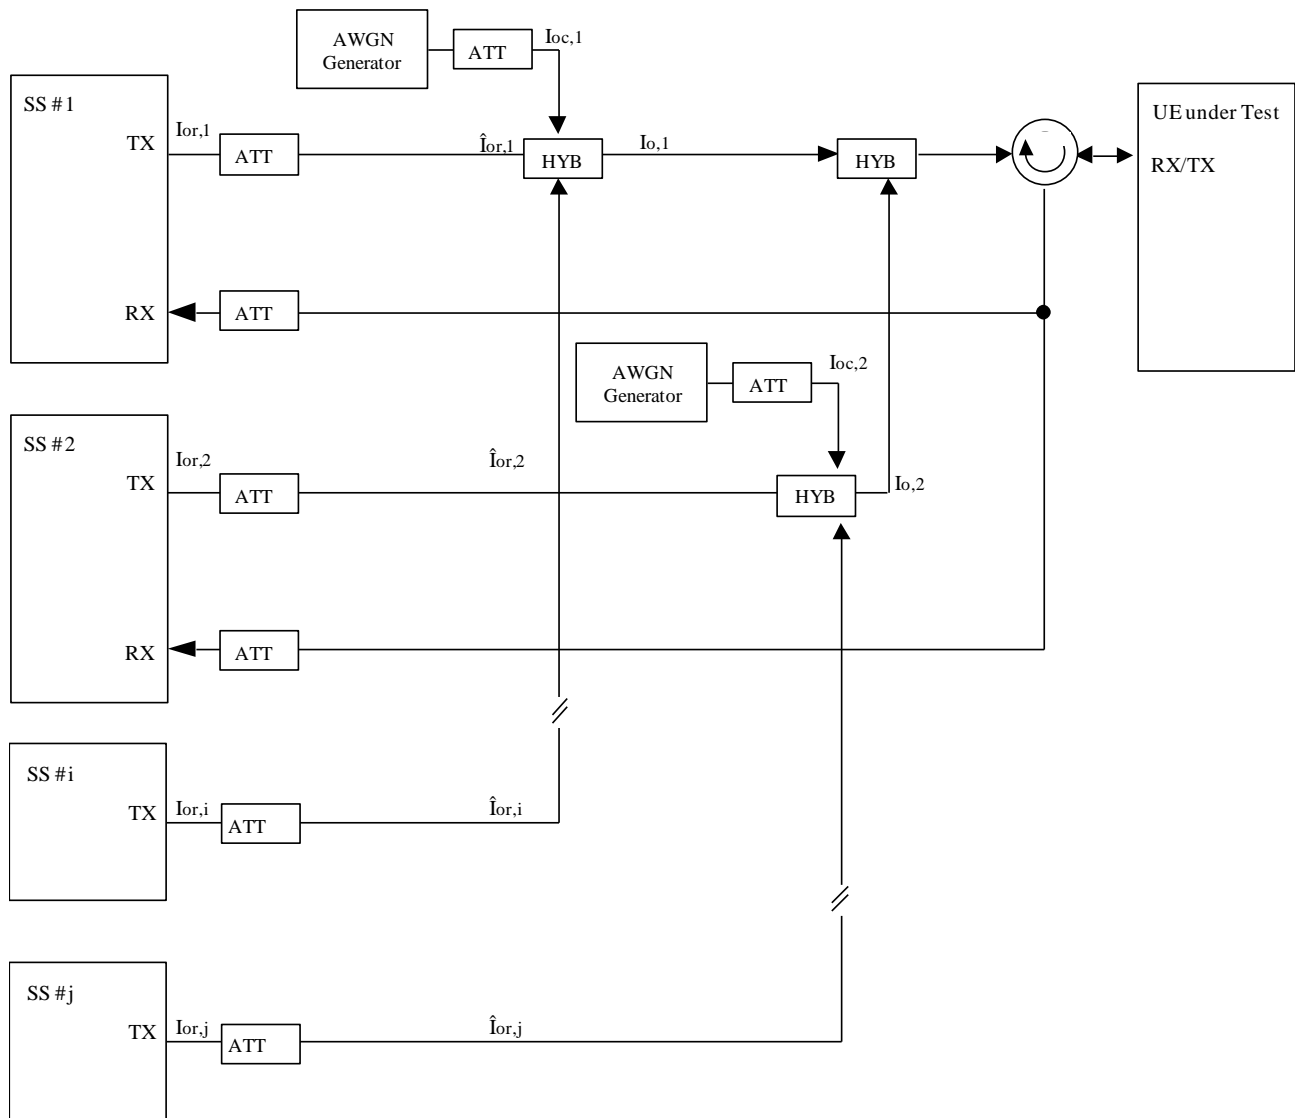 AWGN
Generator
ATT
Ioc,1
SS #1
TX
Ior,1
ATT
Îor,1
HYB
Io,1
HYB
UE under Test
RX/TX
RX
ATT
AWGN
Generator
ATT
Ioc,2
SS #2
TX
Ior,2
ATT
Îor,2
HYB
Io,2
RX
ATT
SS #i
TX
Ior,i
ATT
Îor,i
SS #j
TX
Ior,j
ATT
Îor,j